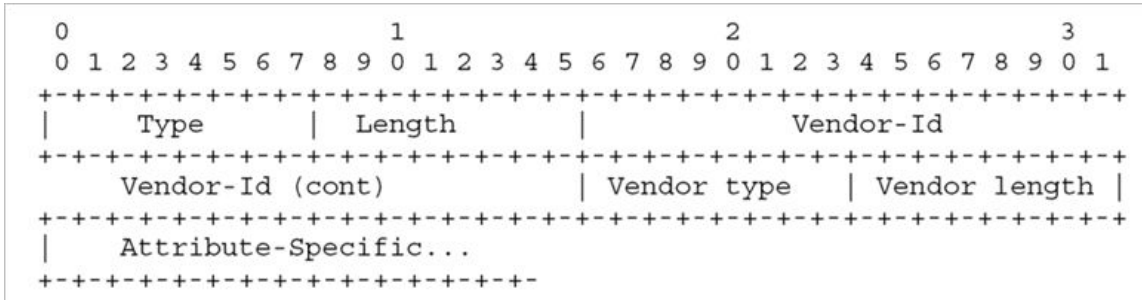 0                   1                   2                   3
 0 1 2 3 4 5 6 7 8 9 0 1 2 3 4 5 6 7 8 9 0 1 2 3 4 5 6 7 8 9 0 1
+-+-+-+-+-+-+-+-+-+-+-+-+-+-+-+-+-+-+-+-+-+-+-+-+-+-+-+-+-+-+-+-+
|     Type      |  Length       |            Vendor-Id
+-+-+-+-+-+-+-+-+-+-+-+-+-+-+-+-+-+-+-+-+-+-+-+-+-+-+-+-+-+-+-+-+
     Vendor-Id (cont)           | Vendor type   | Vendor length |
+-+-+-+-+-+-+-+-+-+-+-+-+-+-+-+-+-+-+-+-+-+-+-+-+-+-+-+-+-+-+-+-+
|    Attribute-Specific...
+-+-+-+-+-+-+-+-+-+-+-+-+-+-+-